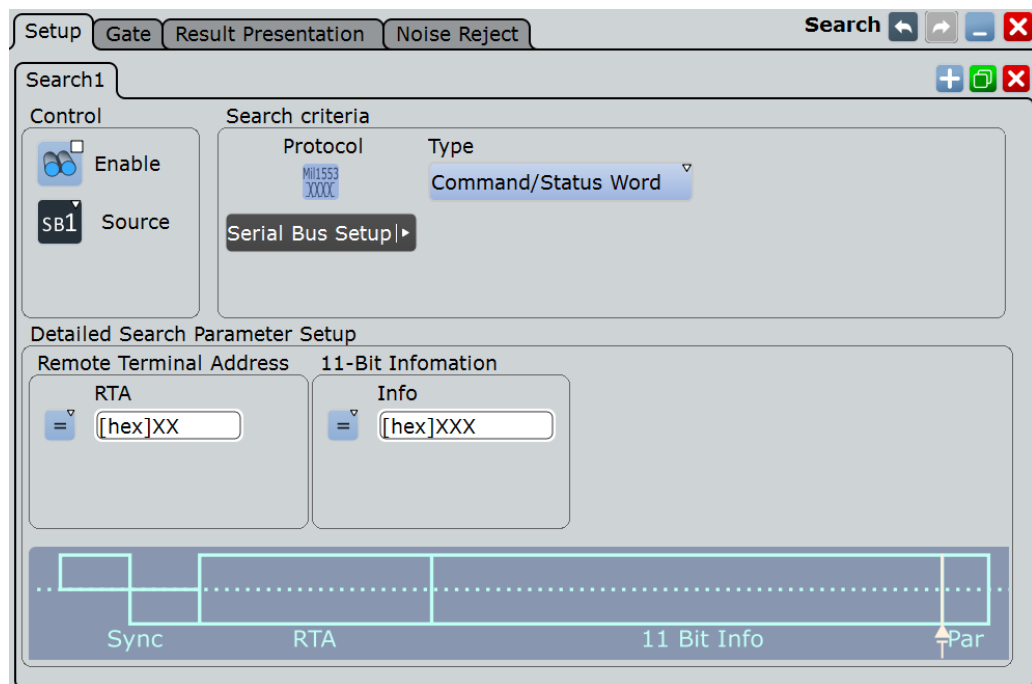 Setup Gate Result Presentation Noise Reject Search
Search1
Control Search criteria
Protocol Type
Enable Mil1553 XXXX Command/Status Word
SB1 Source Serial Bus Setup
Detailed Search Parameter Setup
Remote Terminal Address 11-Bit Infomation
RTA Info
= [hex]XX = [hex]XXX
Sync RTA 11 Bit Info Par